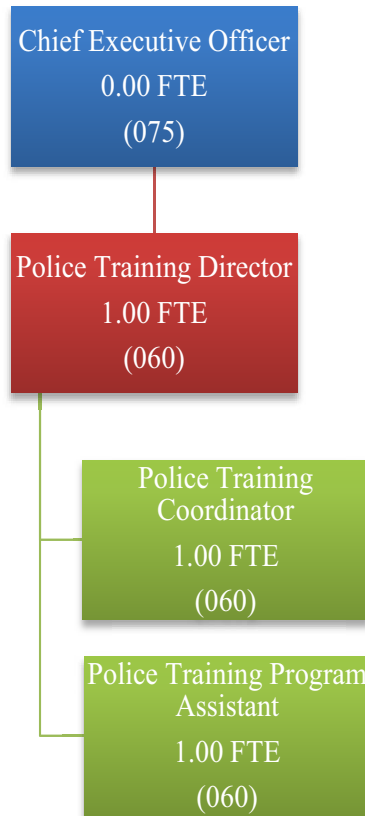 Chief Executive Officer
0.00 FTE
(075)
Police Training Director
1.00 FTE
(060)
Police Training
Coordinator
1.00 FTE
(060)
Police Training Program
Assistant
1.00 FTE
(060)